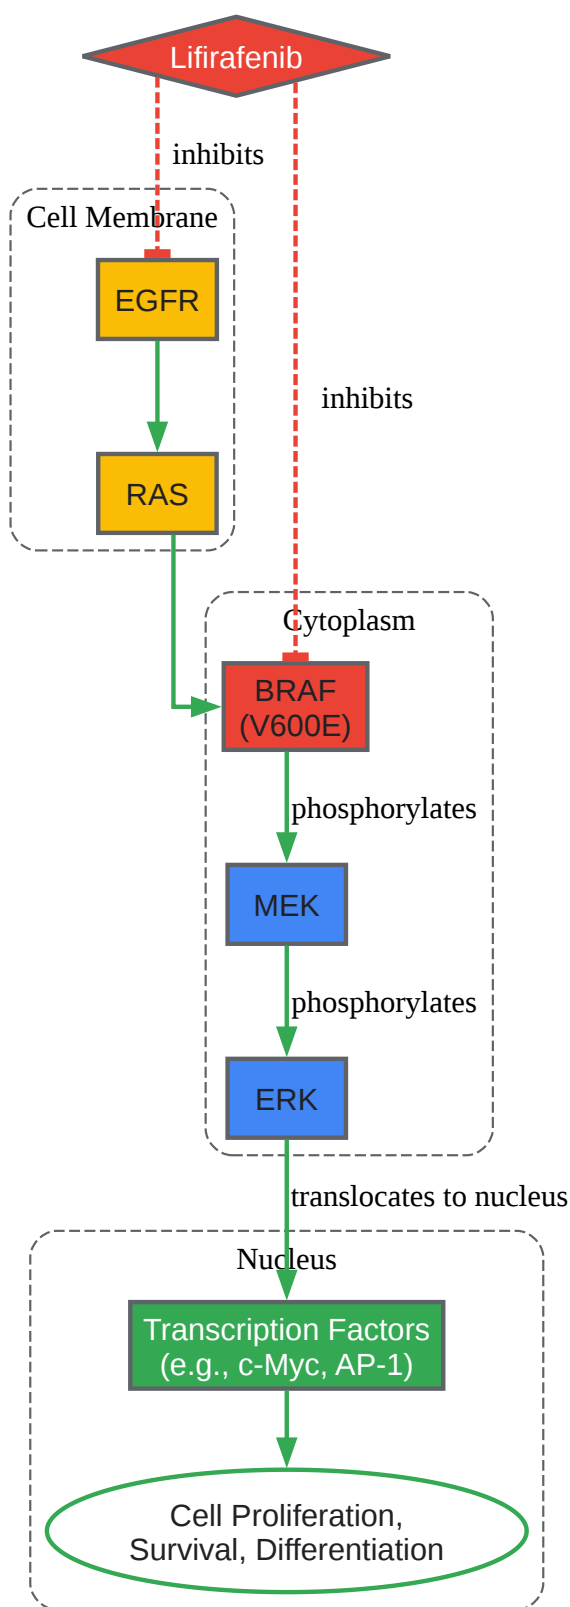 Lifirafenib
inhibits
Cell Membrane
EGFR
inhibits
RAS
Cytoplasm
BRAF
(V600E)
phosphorylates
MEK
phosphorylates
ERK
translocates to nucleus
Nucleus
Transcription Factors
(e.g., c-Myc, AP-1)
Cell Proliferation,
Survival, Differentiation